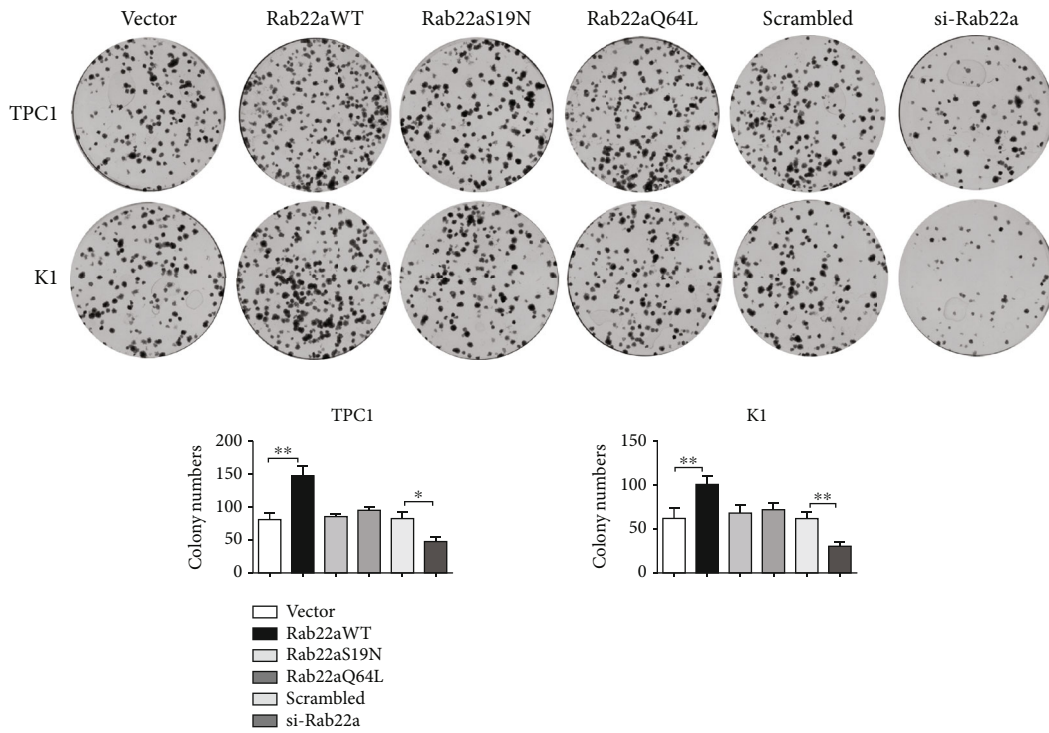 Vector Rab22aWT Rab22aS19N Rab22aQ64L Scrambled si-Rab22a
TPC1
K1
TPC1
Colony numbers
200
150
100
50
0
**
*
K1
Colony numbers
150
100
50
0
**
**
Vector
Rab22aWT
Rab22aS19N
Rab22aQ64L
Scrambled
si-Rab22a